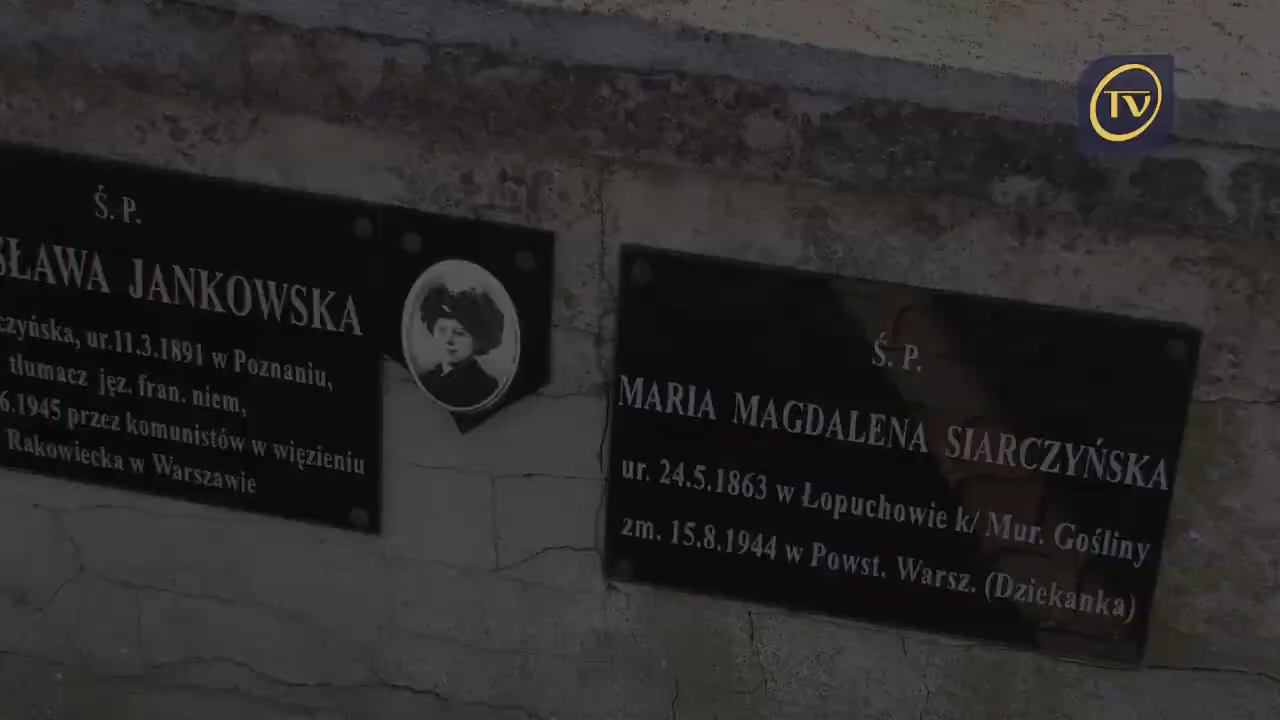 TV
Ś. P.
SŁAWA JANKOWSKA
czyńska, ur.11.3.1891 w Poznaniu,
tłumacz jęz. fran. niem,
6.1945 przez komunistów w więzieniu
Rakowiecka w Warszawie
Ś. P.
MARIA MAGDALENA SIARCZYŃSKA
ur. 24.5.1863 w Łopuchowie k/ Mur. Gośliny
zm. 15.8.1944 w Powst. Warsz. (Dziekanka)